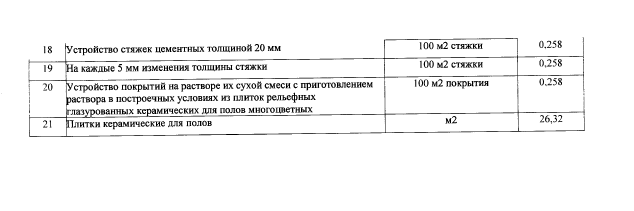 18 Устройство стяжек цементных толщиной 20 мм 100 м2 стяжки 0,258
19 На каждые 5 мм изменения толщины стяжки 100 м2 стяжки 0,258
20 Устройство покрытий на растворе их сухой смеси с приготовлением 100 м2 покрытия 0,258
раствора в построечных условиях из плиток рельефных
глазурованных керамических для полов многоцветных
21 Плитки керамические для полов м2 26,32